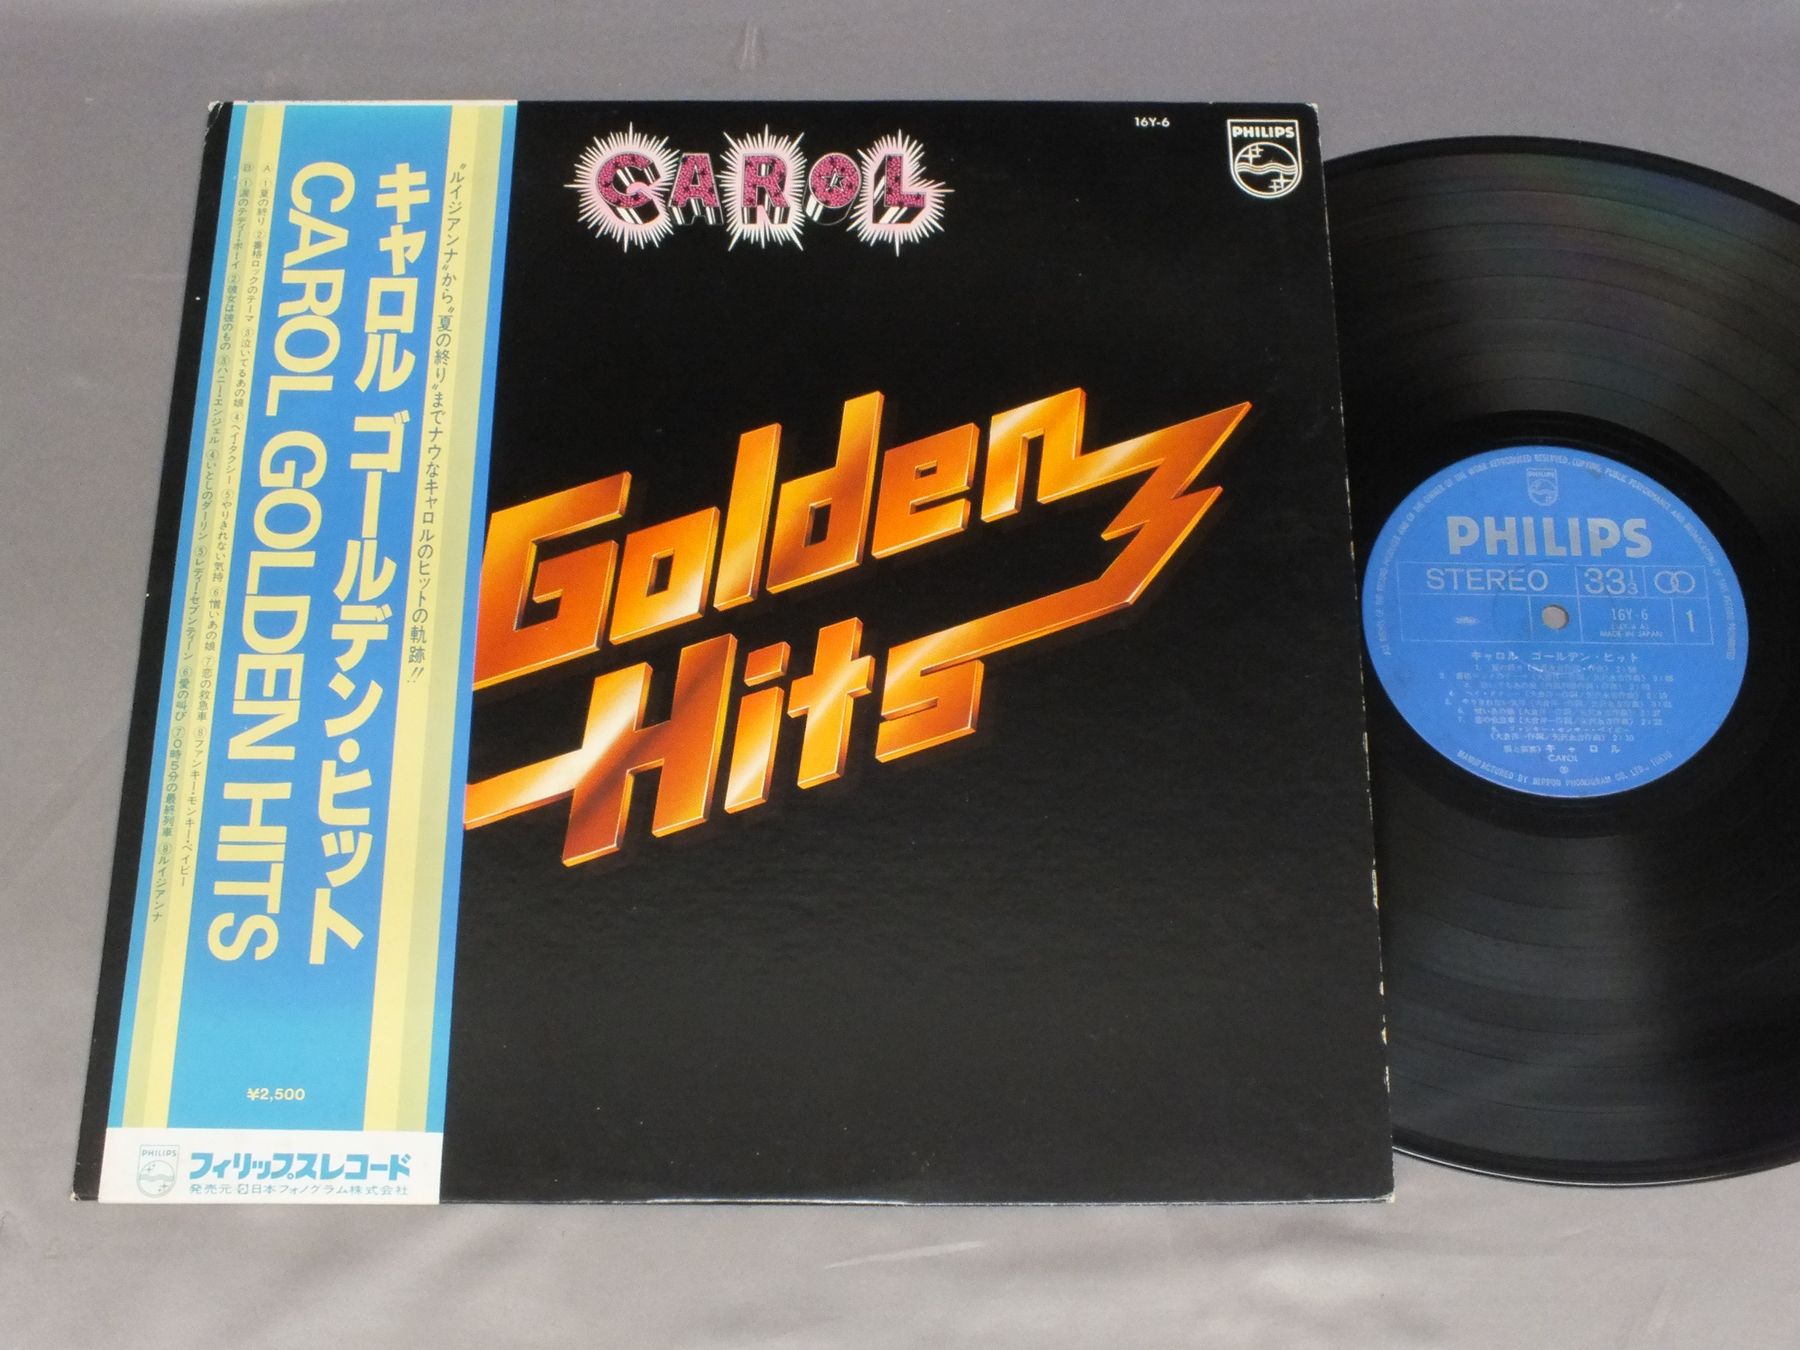 キャロル ゴールデン・ヒット
CAROL GOLDEN HITS
"ルイジアンナ"から"夏の終り"までナウなキャロルのヒットの軌跡!!
A ①夏の終り ②番格ロックのテーマ ③泣いてるあの娘 ④ヘイ・タクシー ⑤やりきれない気持 ⑥憎いあの娘 ⑦恋の救急車 ⑧ファンキー・モンキー・ベイビー
B ①涙のテディー・ボーイ ②彼女は彼のもの ③ハニー・エンジェル ④いとしのダーリン ⑤レディー・セブンティーン ⑥愛の叫び ⑦0時5分の最終列車 ⑧ルイジアンナ
¥2,500
PHILIPS
フィリップスレコード
発売元 日本フォノグラム株式会社
CAROL
16Y-6
PHILIPS
Golden
Hits
PHILIPS
PHILIPS
STEREO 33 1/3
16Y-6
MADE IN JAPAN
1
キャロル ゴールデン・ヒット
キャロル
CAROL
MANUFACTURED BY NIPPON PHONOGRAM CO., LTD., TOKYO